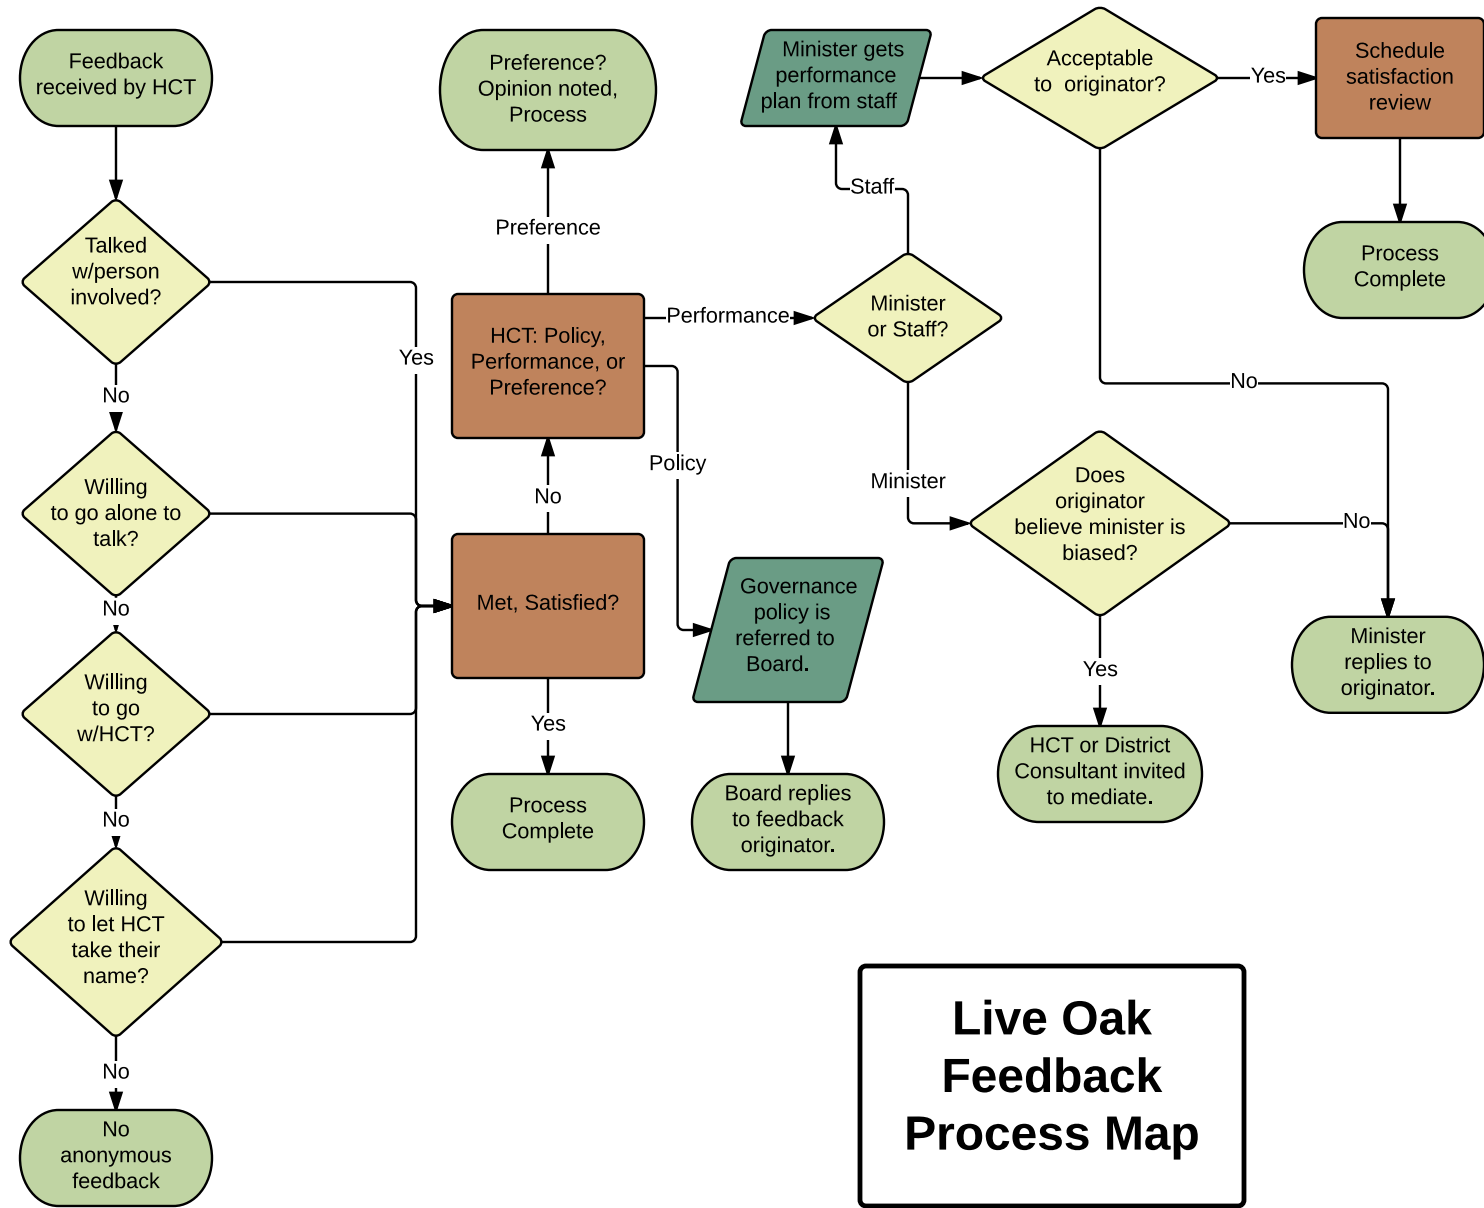 Feedback
received by HCT
Talked
w/person
involved?
No
Willing
to go alone to
talk?
No
Willing
to go
w/HCT?
No
Willing
to let HCT
take their
name?
No
No
anonymous
feedback
Yes
Preference?
Opinion noted,
Process
Preference
HCT: Policy,
Performance, or
Preference?
No
Met, Satisfied?
Yes
Process
Complete
Performance
Policy
Governance
policy is
referred to
Board.
Board replies
to feedback
originator.
Minister gets
performance
plan from staff
Staff
Minister
or Staff?
Minister
Acceptable
to originator?
Yes
Schedule
satisfaction
review
Process
Complete
No
Does
originator
believe minister is
biased?
No
Yes
HCT or District
Consultant invited
to mediate.
Minister
replies to
originator.
Live Oak
Feedback
Process Map